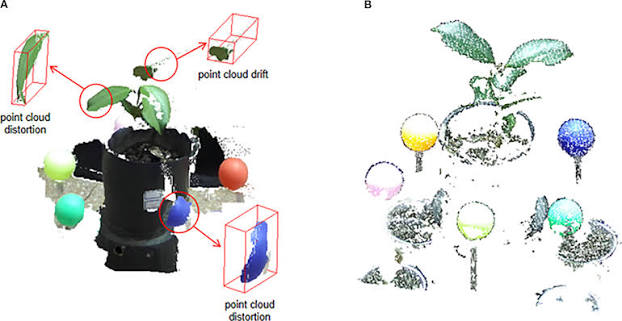 A
B
point cloud drift
point cloud
distortion
point cloud
distortion